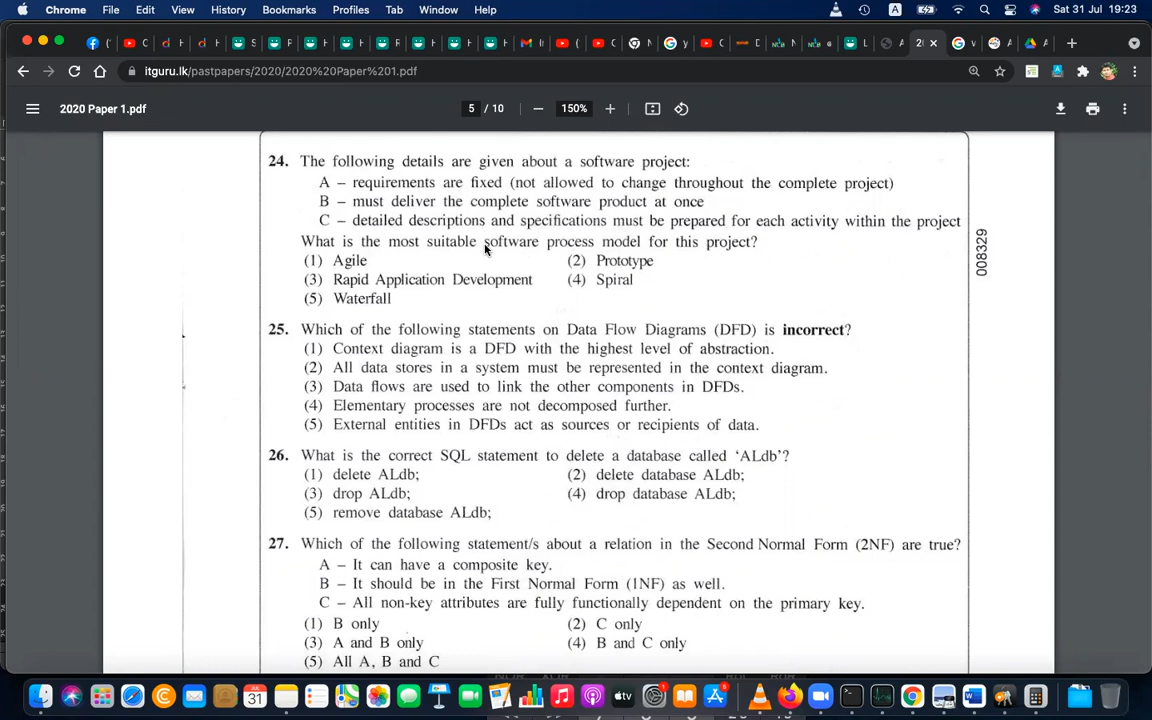 Chrome File Edit View History Bookmarks Profiles Tab Window Help A Sat 31 Jul 19:23
itguru.lk/pastpapers/2020/2020%20Paper%201.pdf
2020 Paper 1.pdf 5 / 10 — 150% +
24. The following details are given about a software project:
A – requirements are fixed (not allowed to change throughout the complete project)
B – must deliver the complete software product at once
C – detailed descriptions and specifications must be prepared for each activity within the project
What is the most suitable software process model for this project?
(1) Agile (2) Prototype
(3) Rapid Application Development (4) Spiral
(5) Waterfall
008329
25. Which of the following statements on Data Flow Diagrams (DFD) is incorrect?
(1) Context diagram is a DFD with the highest level of abstraction.
(2) All data stores in a system must be represented in the context diagram.
(3) Data flows are used to link the other components in DFDs.
(4) Elementary processes are not decomposed further.
(5) External entities in DFDs act as sources or recipients of data.
26. What is the correct SQL statement to delete a database called 'ALdb'?
(1) delete ALdb; (2) delete database ALdb;
(3) drop ALdb; (4) drop database ALdb;
(5) remove database ALdb;
27. Which of the following statement/s about a relation in the Second Normal Form (2NF) are true?
A – It can have a composite key.
B – It should be in the First Normal Form (1NF) as well.
C – All non-key attributes are fully functionally dependent on the primary key.
(1) B only (2) C only
(3) A and B only (4) B and C only
(5) All A, B and C